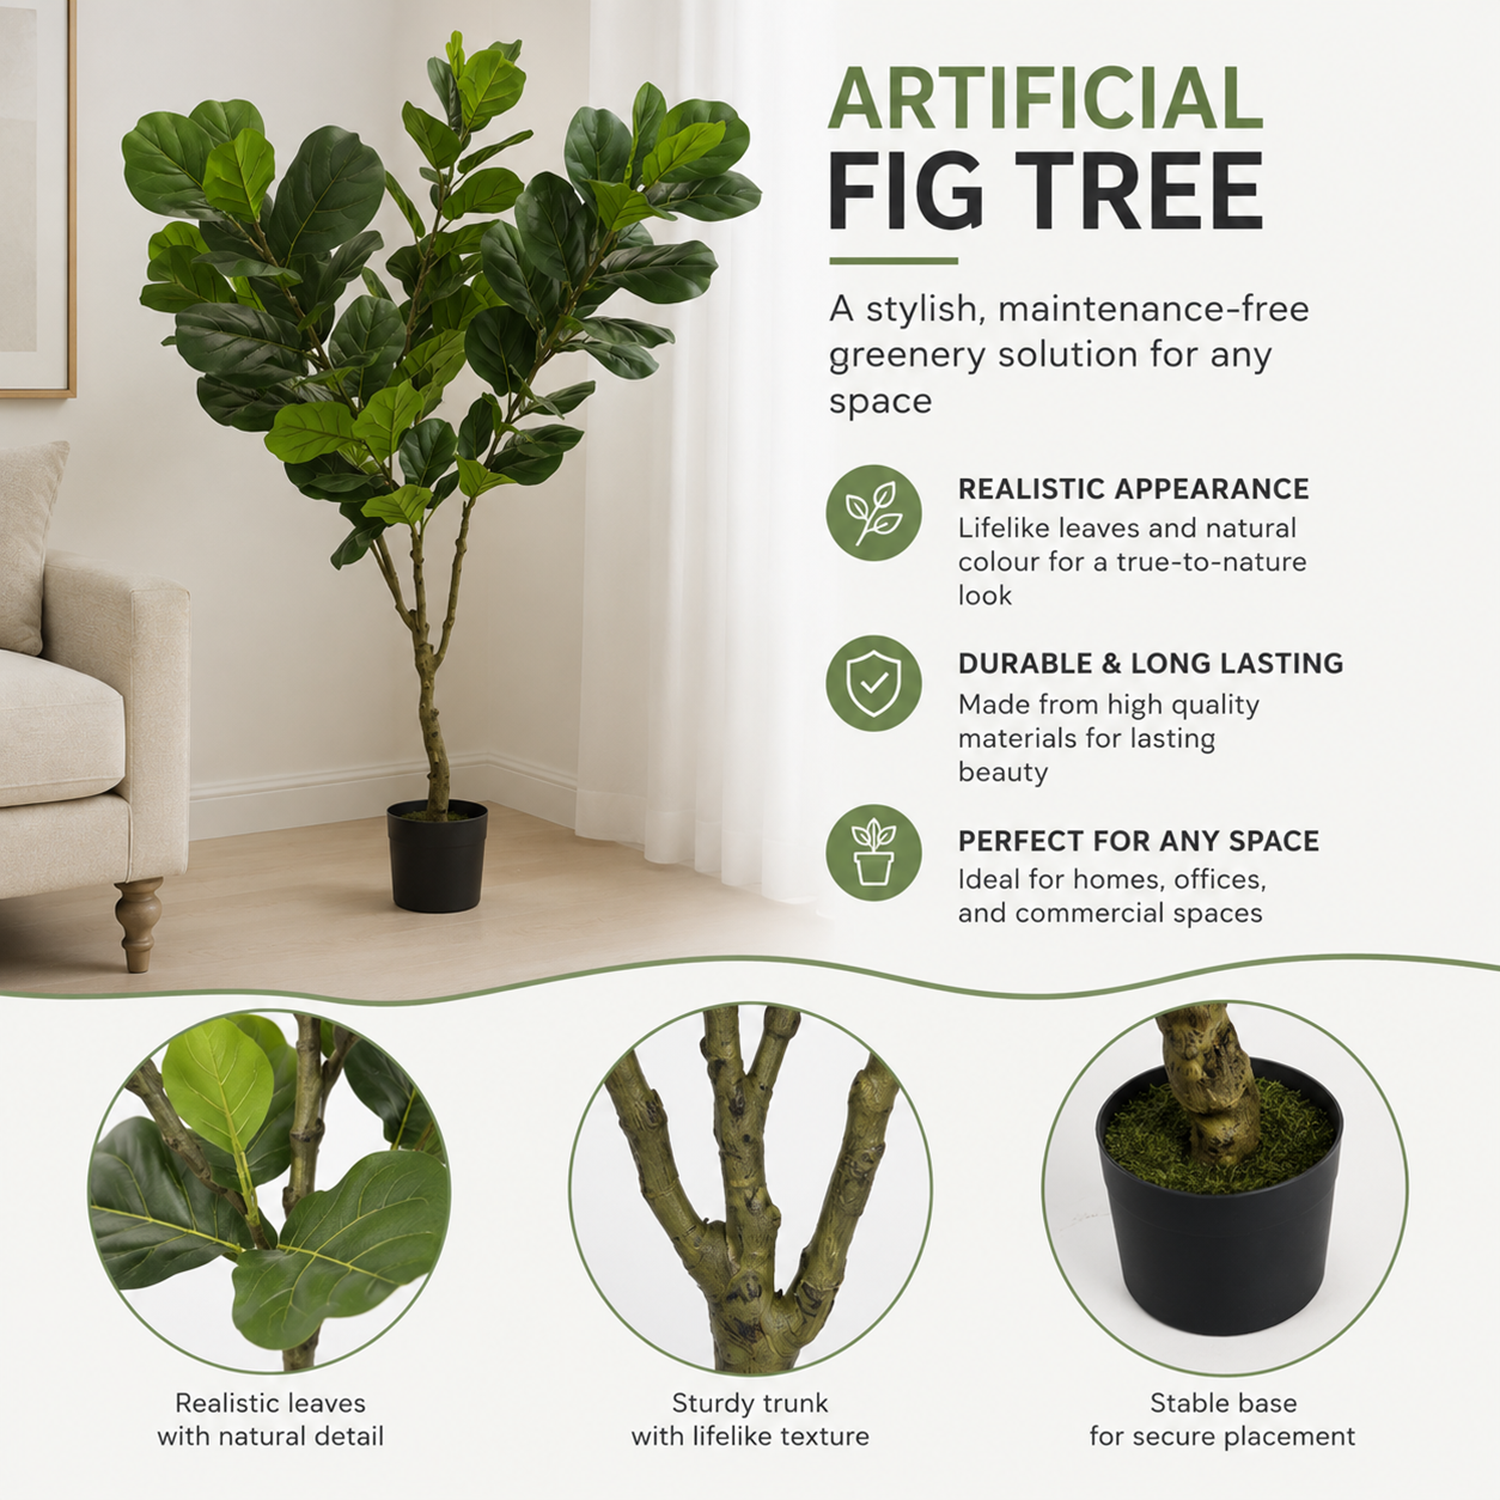 ARTIFICIAL
FIG TREE
A stylish, maintenance-free
greenery solution for any
space
REALISTIC APPEARANCE
Lifelike leaves and natural
colour for a true-to-nature
look
DURABLE & LONG LASTING
Made from high quality
materials for lasting
beauty
PERFECT FOR ANY SPACE
Ideal for homes, offices,
and commercial spaces
Realistic leaves
with natural detail
Sturdy trunk
with lifelike texture
Stable base
for secure placement